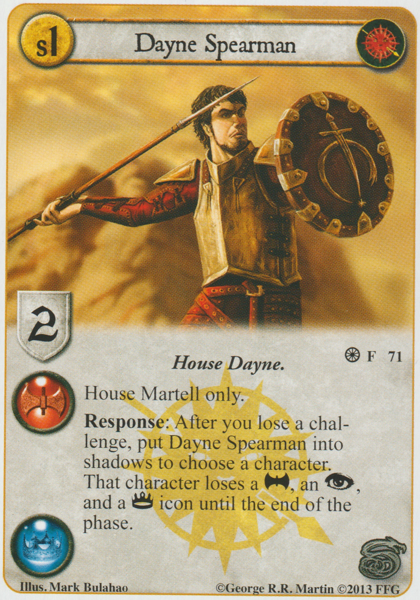 s1
Dayne Spearman
2
House Dayne.
F 71
House Martell only.
Response: After you lose a chal-
lenge, put Dayne Spearman into
shadows to choose a character.
That character loses a , an ,
and a icon until the end of the
phase.
Illus. Mark Bulahao
©George R.R. Martin ©2013 FFG